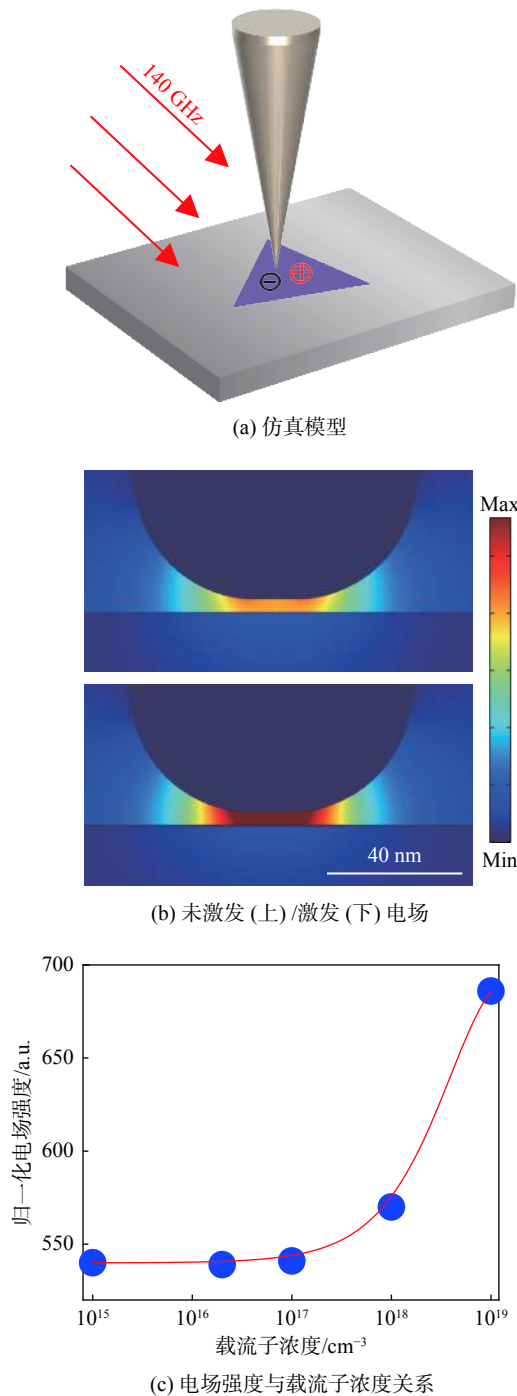 140 GHz
(a) 仿真模型
Max
Min
40 nm
(b) 未激发 (上) /激发 (下) 电场
700
650
600
550
归一化电场强度/a.u.
10¹⁵ 10¹⁶ 10¹⁷ 10¹⁸ 10¹⁹
载流子浓度/cm⁻³
(c) 电场强度与载流子浓度关系